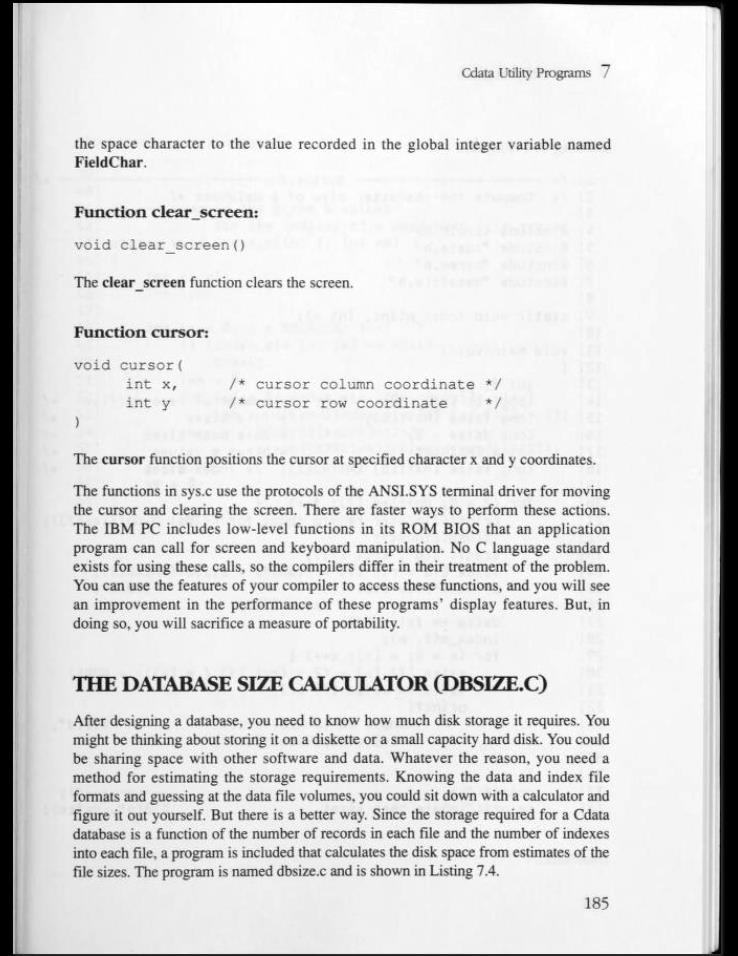 Cdata Utility Programs 7
the space character to the value recorded in the global integer variable named
FieldChar.
Function clear_screen:
void clear_screen()
The clear_screen function clears the screen.
Function cursor:
void cursor(
int x, /* cursor column coordinate */
int y /* cursor row coordinate */
)
The cursor function positions the cursor at specified character x and y coordinates.
The functions in sys.c use the protocols of the ANSI.SYS terminal driver for moving
the cursor and clearing the screen. There are faster ways to perform these actions.
The IBM PC includes low-level functions in its ROM BIOS that an application
program can call for screen and keyboard manipulation. No C language standard
exists for using these calls, so the compilers differ in their treatment of the problem.
You can use the features of your compiler to access these functions, and you will see
an improvement in the performance of these programs' display features. But, in
doing so, you will sacrifice a measure of portability.
THE DATABASE SIZE CALCULATOR (DBSIZE.C)
After designing a database, you need to know how much disk storage it requires. You
might be thinking about storing it on a diskette or a small capacity hard disk. You could
be sharing space with other software and data. Whatever the reason, you need a
method for estimating the storage requirements. Knowing the data and index file
formats and guessing at the data file volumes, you could sit down with a calculator and
figure it out yourself. But there is a better way. Since the storage required for a Cdata
database is a function of the number of records in each file and the number of indexes
into each file, a program is included that calculates the disk space from estimates of the
file sizes. The program is named dbsize.c and is shown in Listing 7.4.
185